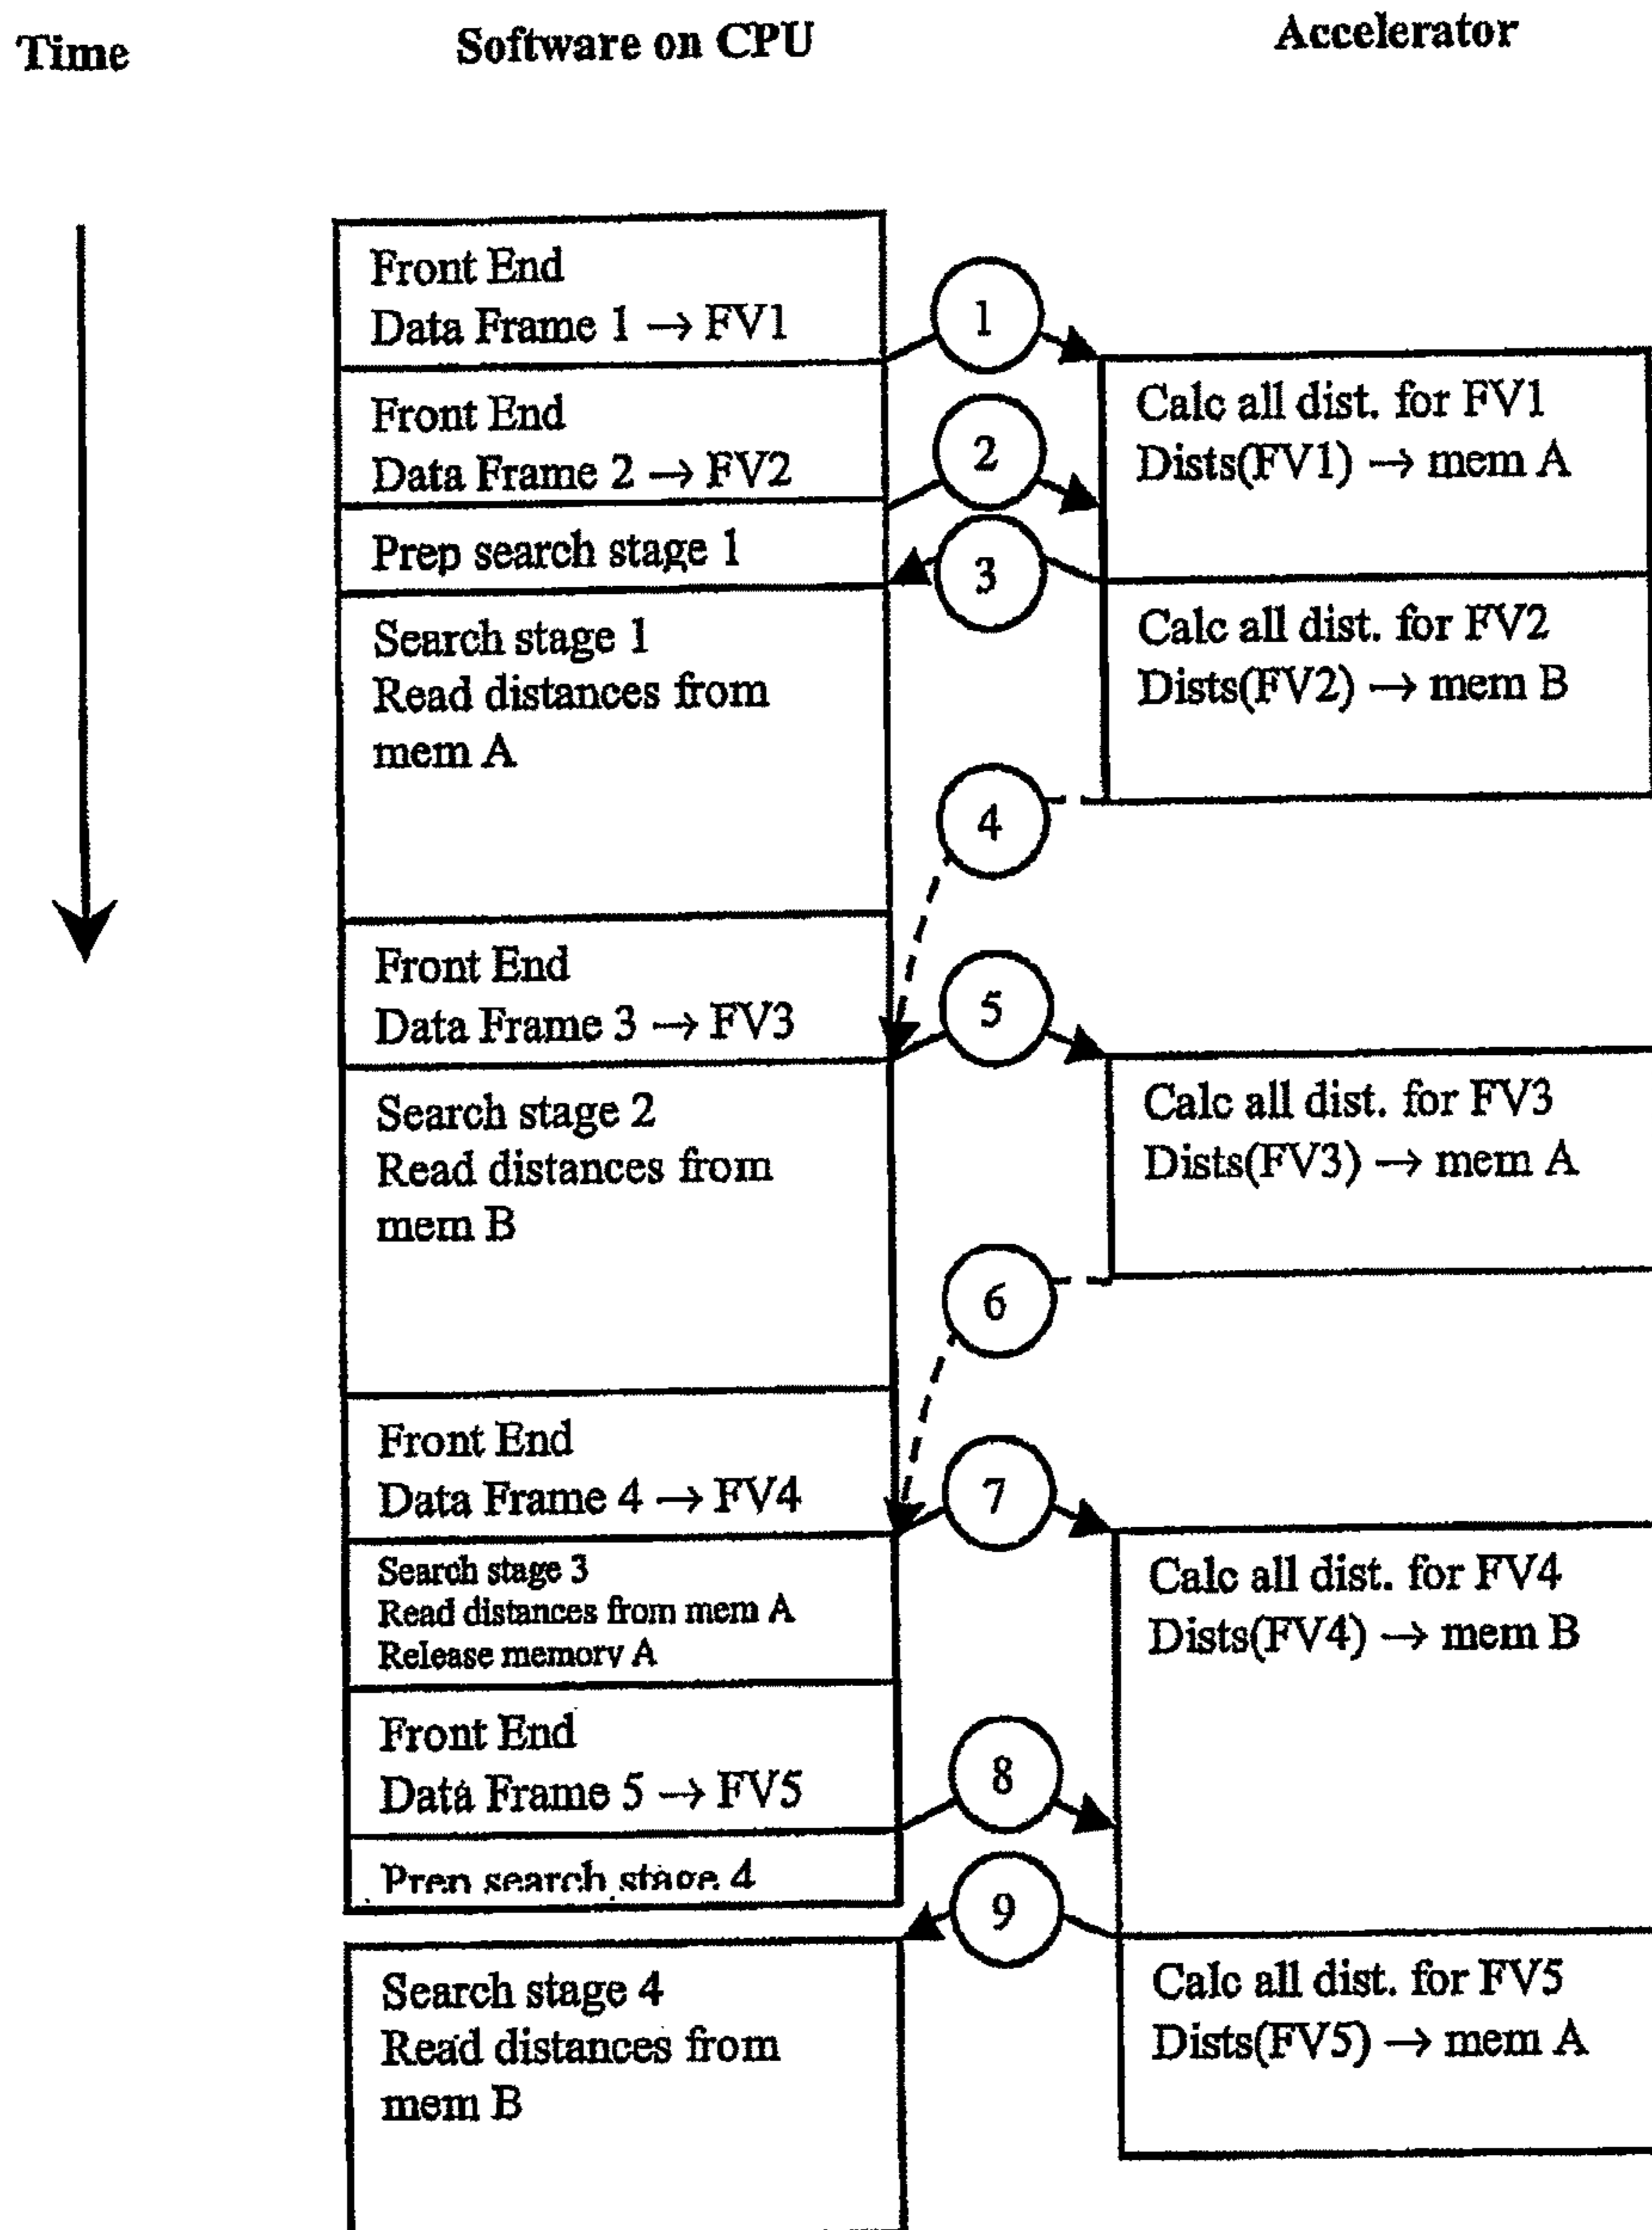 Time
Software on CPU
Accelerator
Front End
Data Frame 1 → FV1
1
Front End
Data Frame 2 → FV2
2
Calc all dist. for FV1
Dists(FV1) → mem A
Prep search stage 1
3
Search stage 1
Read distances from
mem A
Calc all dist. for FV2
Dists(FV2) → mem B
4
Front End
Data Frame 3 → FV3
5
Search stage 2
Read distances from
mem B
Calc all dist. for FV3
Dists(FV3) → mem A
6
Front End
Data Frame 4 → FV4
7
Search stage 3
Read distances from mem A
Release memory A
Calc all dist. for FV4
Dists(FV4) → mem B
Front End
Data Frame 5 → FV5
8
Prep search stage 4
9
Search stage 4
Read distances from
mem B
Calc all dist. for FV5
Dists(FV5) → mem A